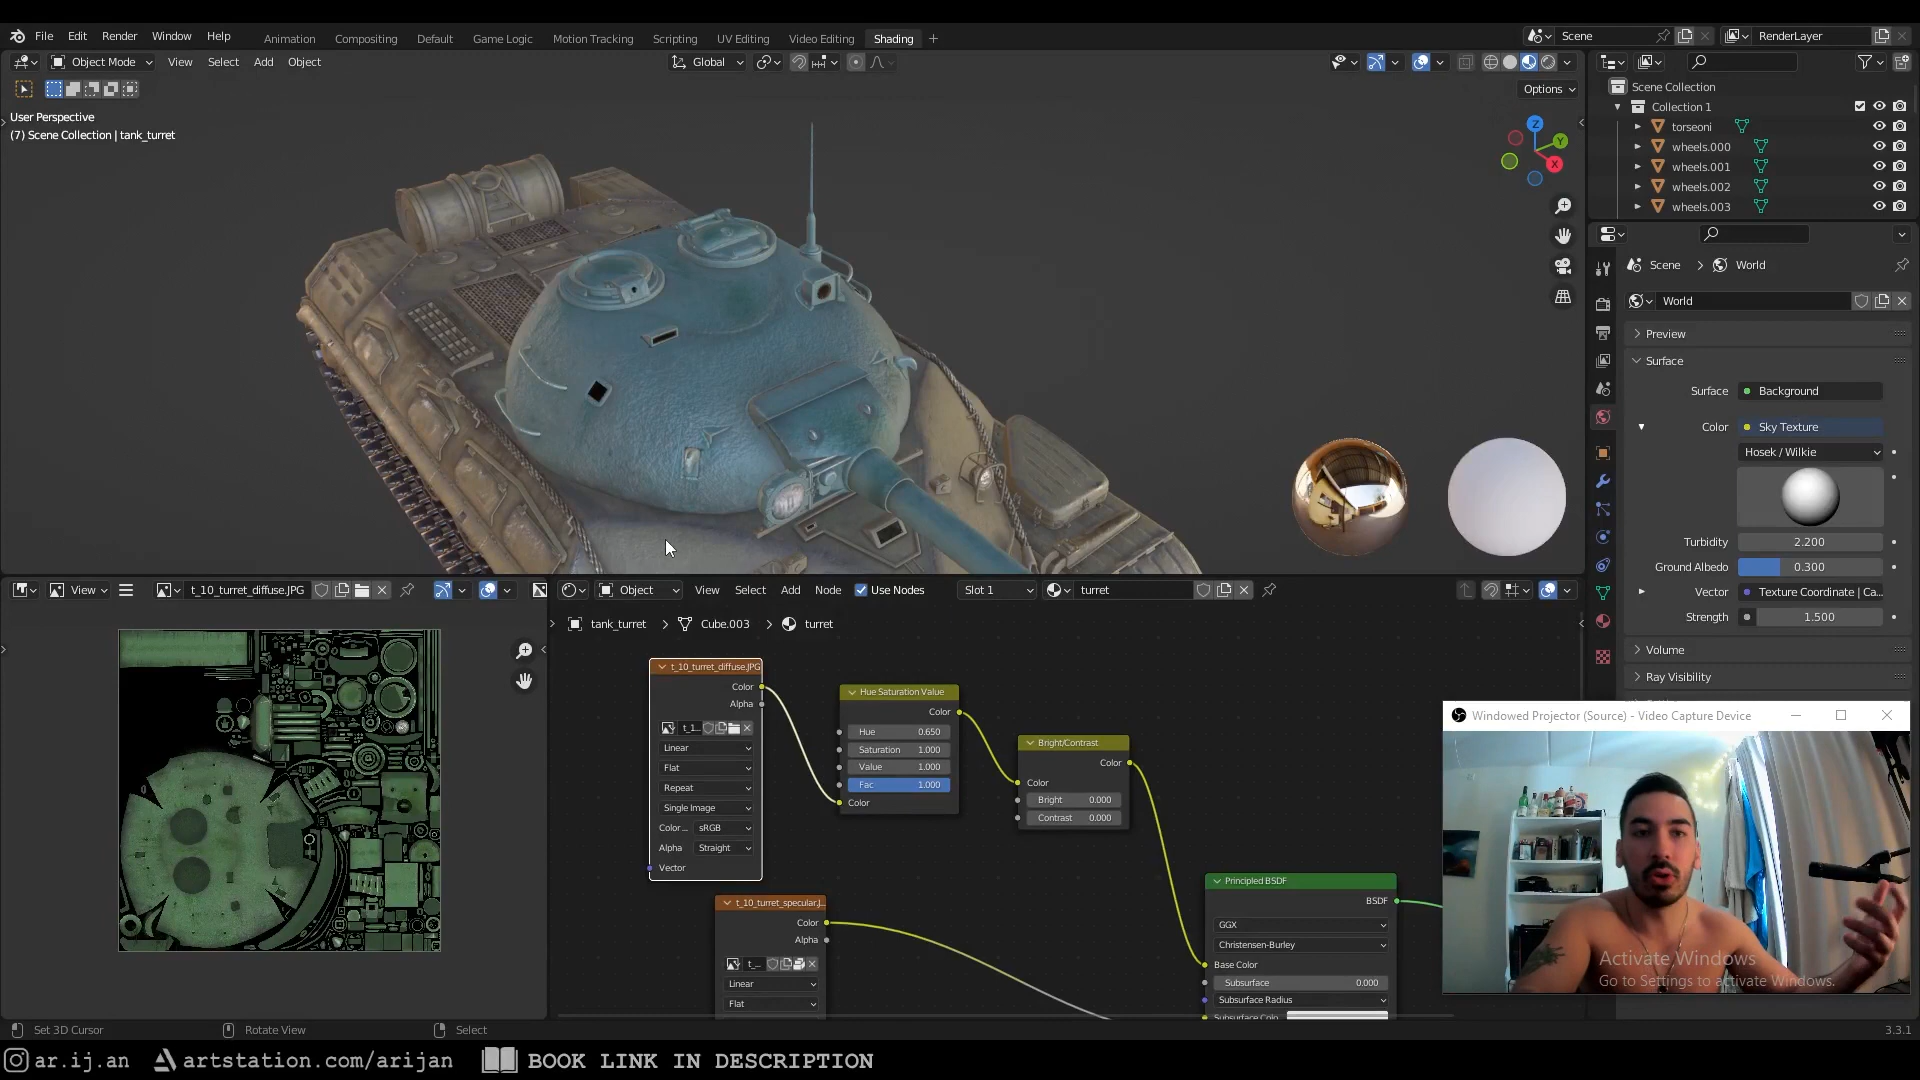 File Edit Render Window Help
Animation Compositing Default Game Logic Motion Tracking Scripting UV Editing Video Editing Shading +
Scene
RenderLayer
Object Mode View Select Add Object
Global
Options
User Perspective
(7) Scene Collection | tank_turret
Z
Y
X
Scene Collection
Collection 1
torseoni
wheels.000
wheels.001
wheels.002
wheels.003
Scene > World
World
Preview
Surface
Surface Background
Color Sky Texture
Hosek / Wilkie
Turbidity 2.200
Ground Albedo 0.300
Vector Texture Coordinate | Ca...
Strength 1.500
Volume
Ray Visibility
View t_10_turret_diffuse.JPG
Object View Select Add Node Use Nodes Slot 1 turret
tank_turret > Cube.003 > turret
t_10_turret_diffuse.JPG
Color
Alpha
t_1...
Linear
Flat
Repeat
Single Image
Color... sRGB
Alpha Straight
Vector
Hue Saturation Value
Color
Hue 0.650
Saturation 1.000
Value 1.000
Fac 1.000
Color
Bright/Contrast
Color
Color
Bright 0.000
Contrast 0.000
t_10_turret_specular.J...
Color
Alpha
t_...
Linear
Flat
Principled BSDF
BSDF
GGX
Christensen-Burley
Base Color
Subsurface 0.000
Subsurface Radius
Subsurface Colo
Windowed Projector (Source) - Video Capture Device
Activate Windows
Go to Settings to activate Windows.
Set 3D Cursor
Rotate View
Select
3.3.1
ar.ij.an
artstation.com/arijan
BOOK LINK IN DESCRIPTION